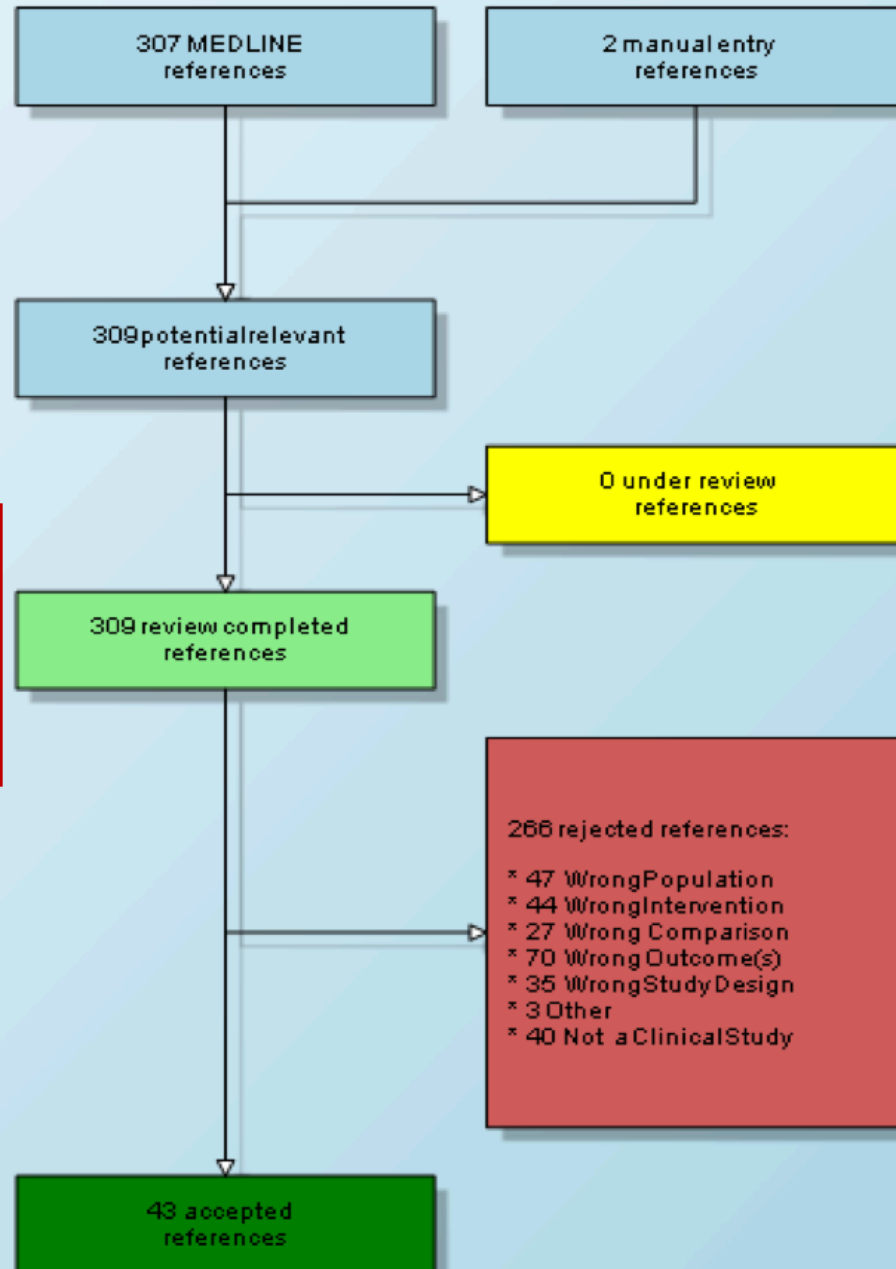 307 MEDLINE
references
2 manual entry
references
309 potential relevant
references
0 under review
references
309 review completed
references
266 rejected references:
* 47 Wrong Population
* 44 Wrong Intervention
* 27 Wrong Comparison
* 70 Wrong Outcome(s)
* 35 Wrong Study Design
* 3 Other
* 40 Not a Clinical Study
43 accepted
references